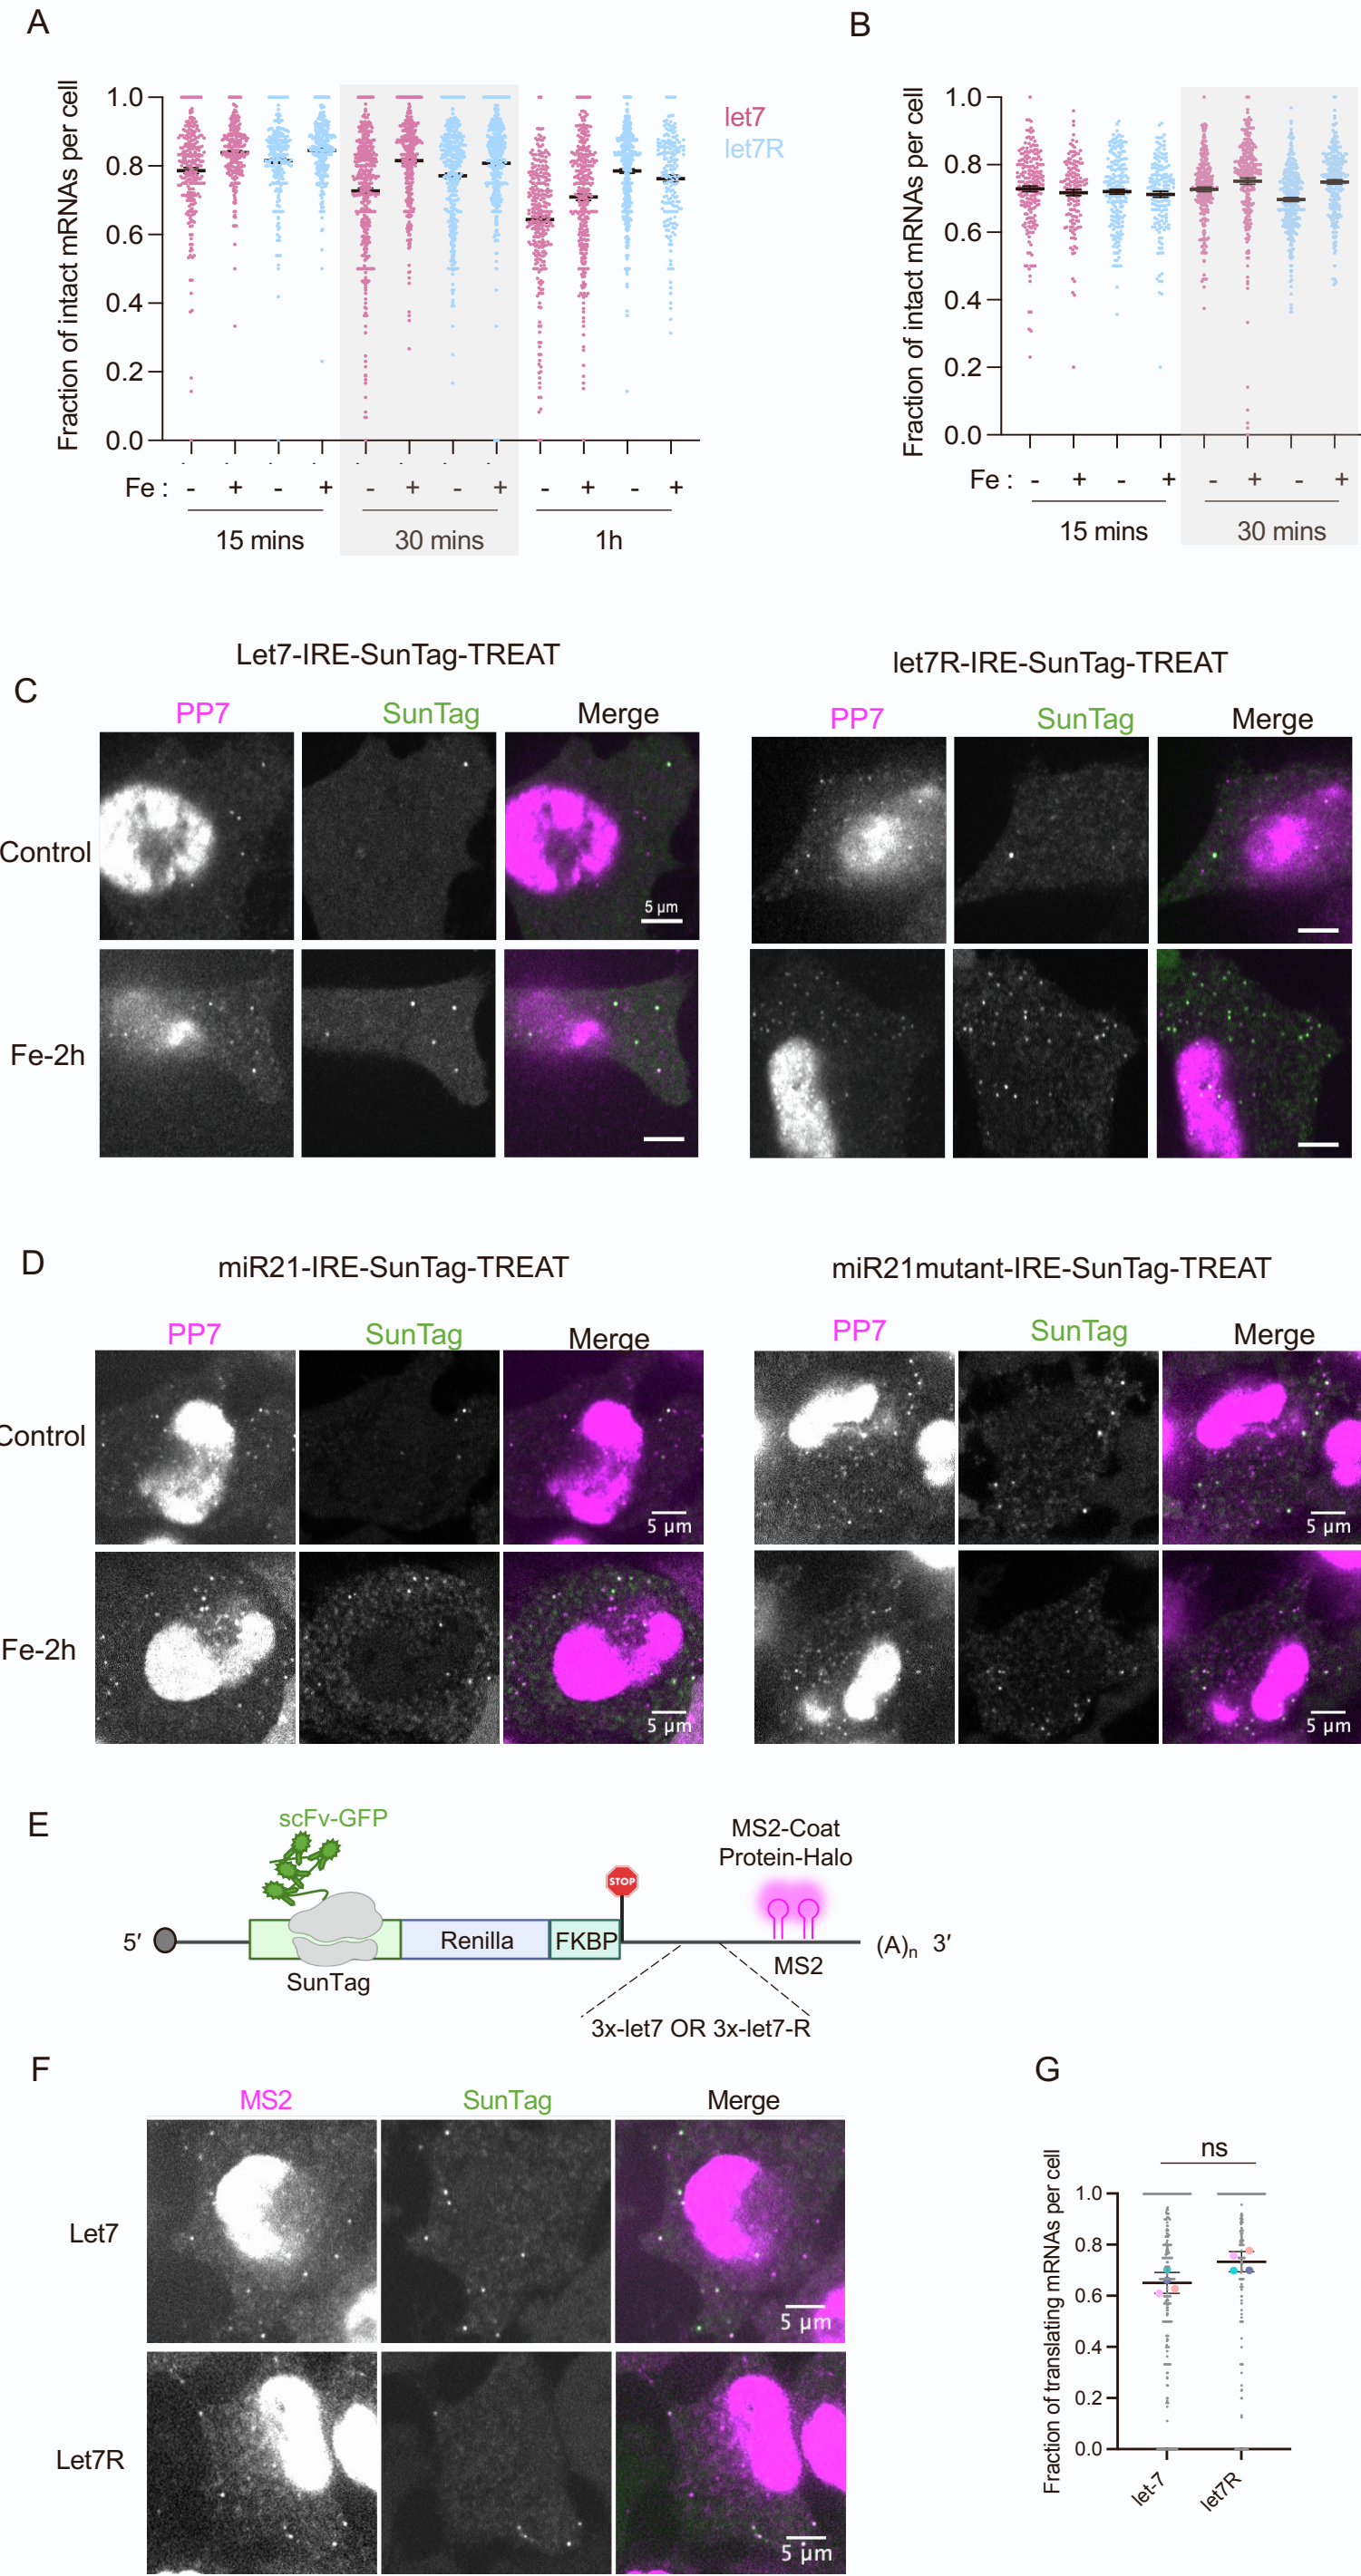 A
Fraction of intact mRNAs per cell
1.0
0.8
0.6
0.4
0.2
0.0
Fe : - + - + - + - + - + - +
15 mins 30 mins 1h
let7
let7R
B
Fraction of intact mRNAs per cell
1.0
0.8
0.6
0.4
0.2
0.0
Fe : - + - + - + - +
15 mins 30 mins
C
Let7-IRE-SunTag-TREAT
PP7 SunTag Merge
Control
5 µm
Fe-2h
let7R-IRE-SunTag-TREAT
PP7 SunTag Merge
D
miR21-IRE-SunTag-TREAT
PP7 SunTag Merge
Control
5 µm
Fe-2h
5 µm
miR21mutant-IRE-SunTag-TREAT
PP7 SunTag Merge
5 µm
5 µm
E
scFv-GFP
MS2-Coat
Protein-Halo
STOP
5′
Renilla
FKBP
(A)n 3′
SunTag
MS2
3x-let7 OR 3x-let7-R
F
MS2 SunTag Merge
Let7
5 µm
Let7R
5 µm
G
ns
Fraction of translating mRNAs per cell
1.0
0.8
0.6
0.4
0.2
0.0
let-7
let7R